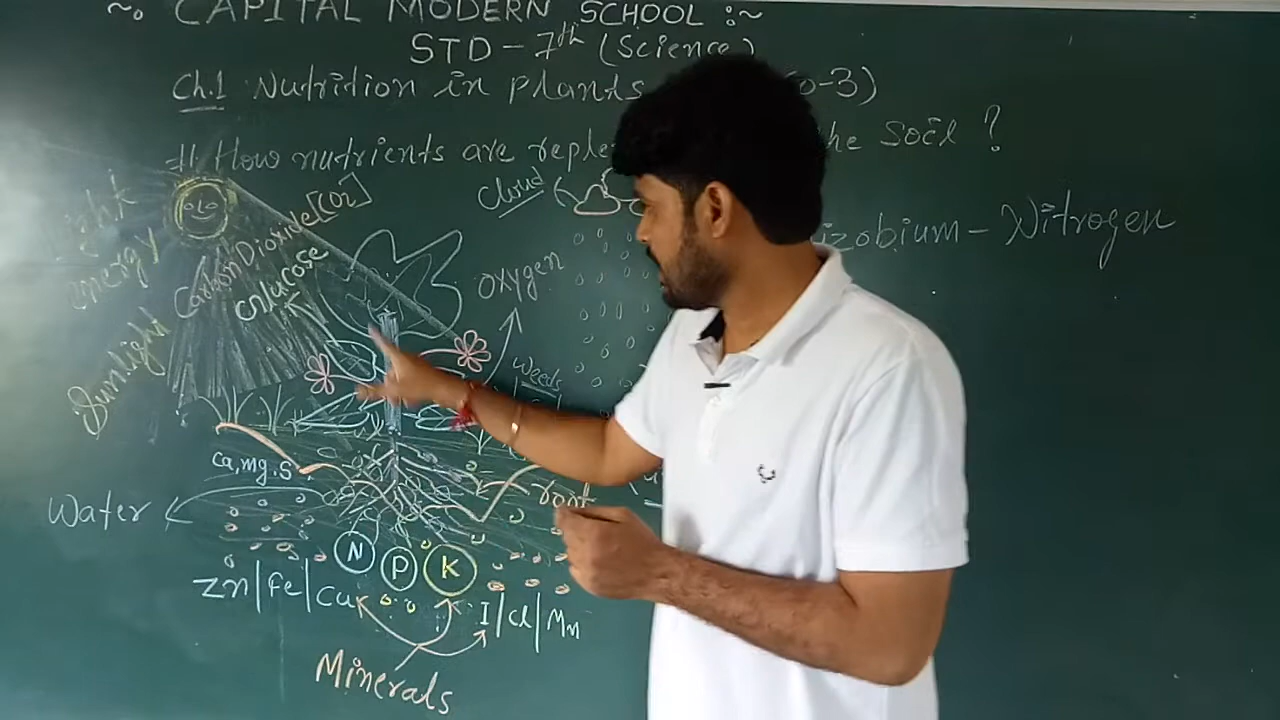 CAPITAL MODERN SCHOOL :~
STD - 7th (Science)
Ch.1 Nutrition in plants
o-3)
# How nutrients are reple he Soil ?
Cloud
izobium - Nitrogen
Light
energy
Sunlight
Carbon Dioxide [CO2]
Glucose
oxygen
weeds
Ca, mg. S
Water
root
N P K
Zn | Fe | Cu
I | Cl | Mn
Minerals